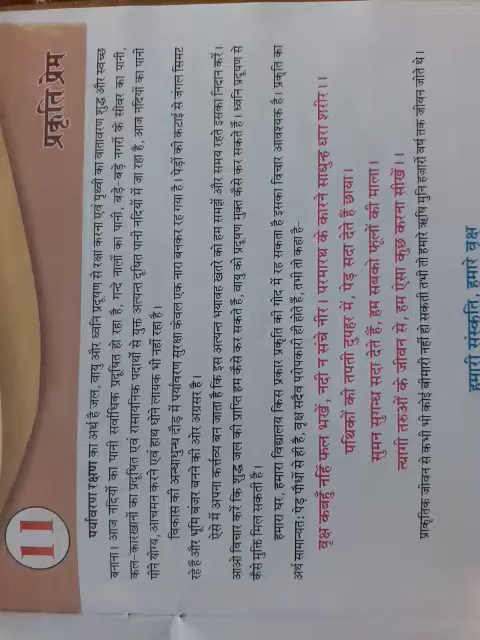 11
प्रकृति प्रेम
पर्यावरण रक्षण का अर्थ है जल, वायु और ध्वनि प्रदूषण से रक्षा करना एवं पृथ्वी का वातावरण शुद्ध और स्वच्छ
बनाना। आज नदियों का पानी सर्वाधिक प्रदूषित हो रहा है, गन्दे नालों का पानी, बड़े-बड़े नगरों के सीवर का पानी,
कल-कारखानों का प्रदूषित एवं रासायनिक पदार्थों से युक्त अत्यन्त दूषित पानी नदियों में जा रहा है, आज नदियों का पानी
पीने योग्य, आचमन करने एवं हाथ धोने लायक भी नहीं रहा है।
विकास की अन्धाधुन्ध दौड़ में पर्यावरण सुरक्षा केवल एक नारा बनकर रह गया है। पेड़ों की कटाई से जंगल सिमट
रहे हैं और भूमि बंजर बनने की ओर अग्रसर है।
ऐसे में अपना कर्त्तव्य बन जाता है कि इस अत्यन्त भयावह खतरे को हम समझें और समय रहते इसका निदान करें।
आओ विचार करें कि शुद्ध जल की प्राप्ति हम कैसे कर सकते हैं, वायु को प्रदूषण मुक्त कैसे कर सकते हैं। ध्वनि प्रदूषण से
कैसे मुक्ति मिल सकती है।
हमारा घर, हमारा विद्यालय किस प्रकार प्रकृति की गोद में रह सकता है इसका विचार आवश्यक है। प्रकृति का
अर्थ सामान्यत: पेड़ पौधों से ही है, वृक्ष सदैव परोपकारी ही होते हैं, तभी तो कहा है-
वृक्ष कबहुँ नहिं फल भखें, नदी न संचे नीर। परमारथ के कारने साधुन्ह धरा शरीर।।
पथिकों को तपती दुपहर में, पेड़ सदा देते हैं छाया।
सुमन सुगन्ध सदा देते हैं, हम सबको फूलों की माला।
त्यागी तरुओं के जीवन से, हम ऐसा कुछ करना सीखें।।
प्राकृतिक जीवन से कभी भी कोई बीमारी नहीं हो सकती तभी तो हमारे ऋषि मुनि हजारों वर्ष तक जीवन जीते थे।
हमारी संस्कृति, हमारे वृक्ष